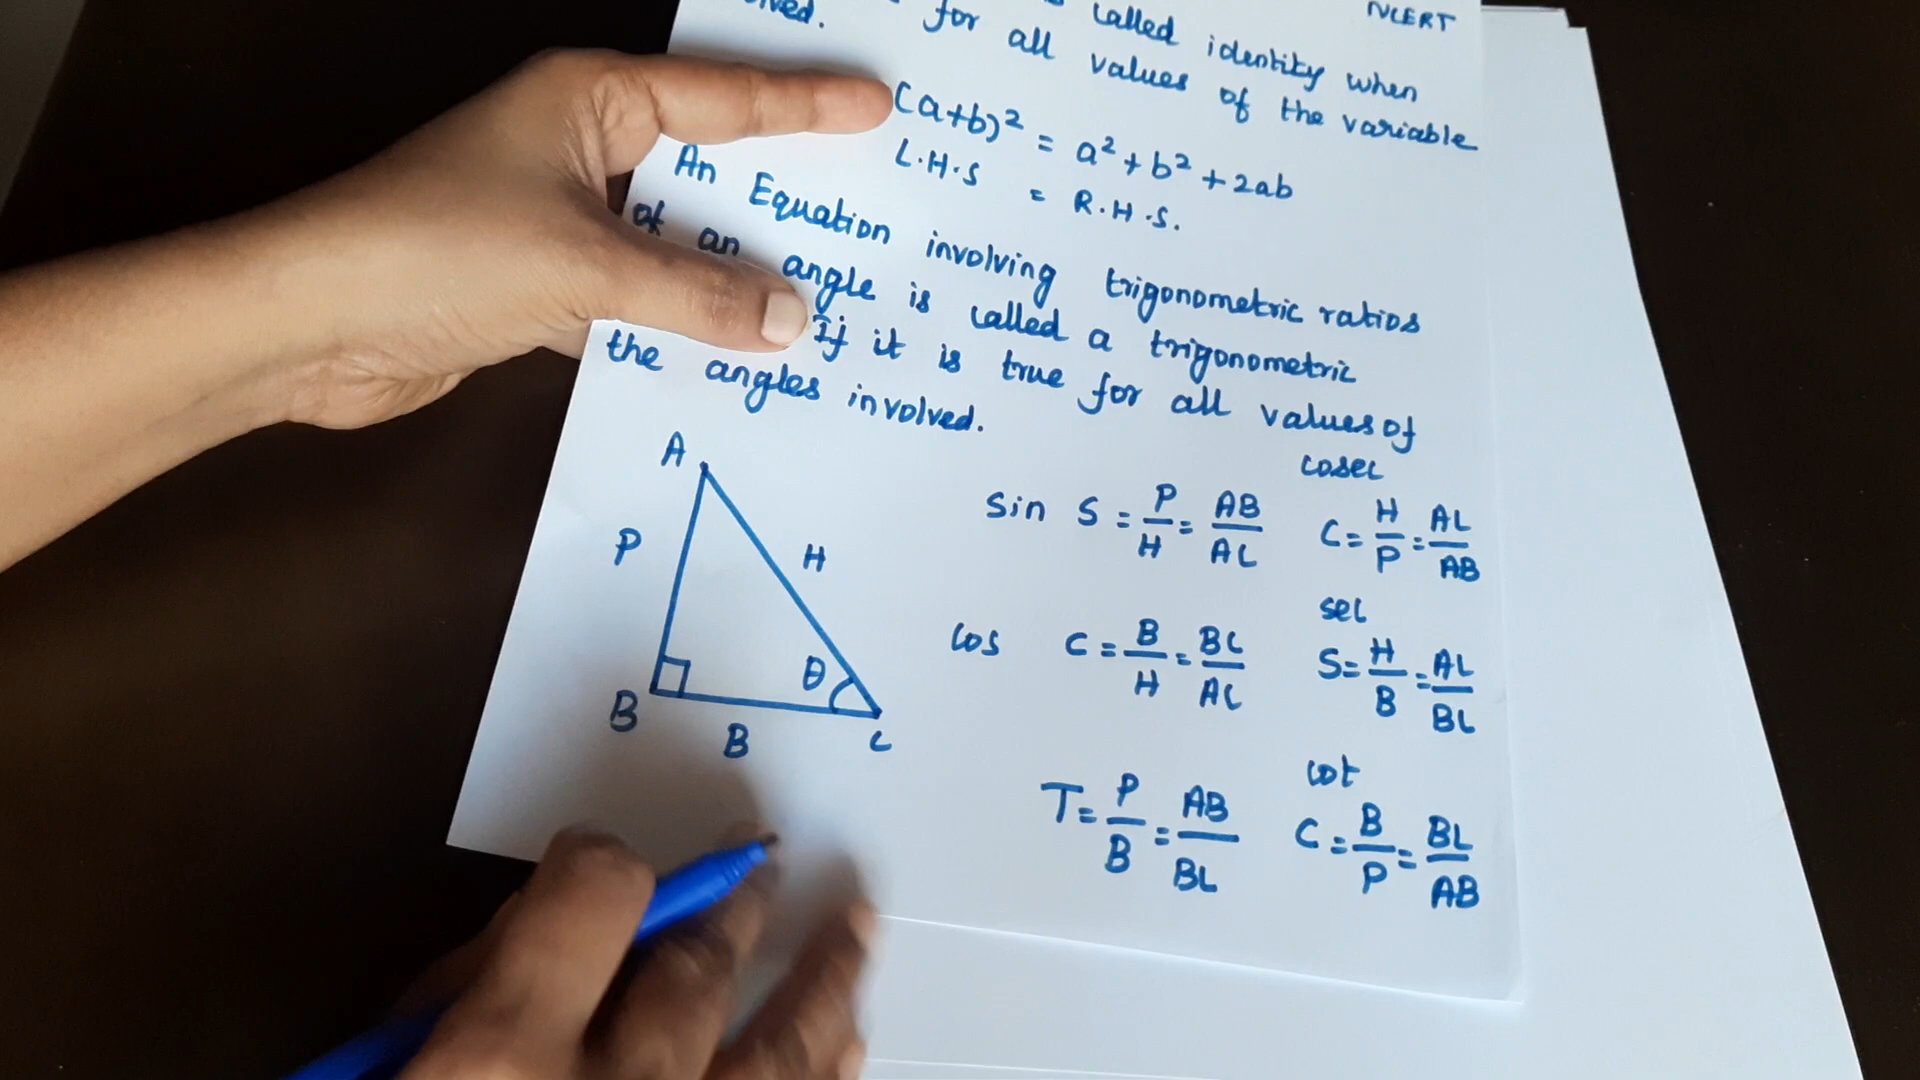 NCERT
called identity when
olved. for all values of the variable
(a+b)² = a² + b² + 2ab
L.H.S = R.H.S.
An Equation involving trigonometric ratios
of an angle is called a trigonometric
If it is true for all values of
the angles involved.
A
P
H
θ
B
B
C
cosec
Sin S = P/H = AB/AC C = H/P = AC/AB
sec
Cos C = B/H = BC/AC S = H/B = AC/BC
cot
T = P/B = AB/BC C = B/P = BC/AB